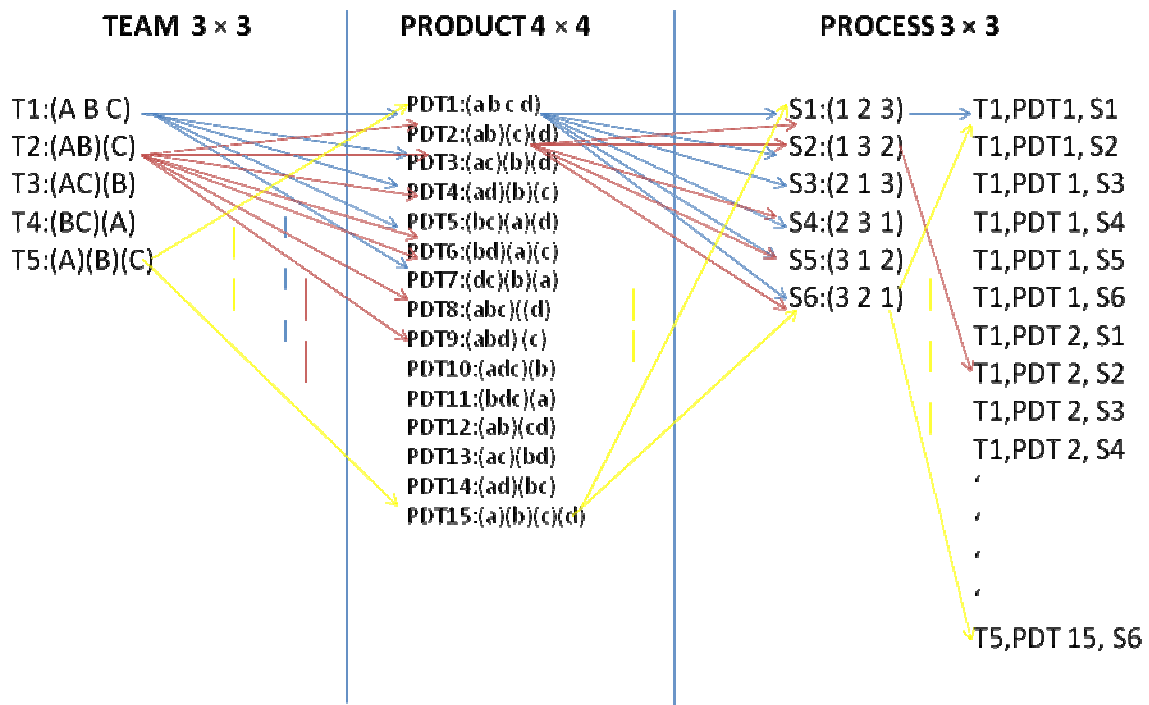 TEAM 3 × 3
T1:(A B C)
T2:(AB)(C)
T3:(AC)(B)
T4:(BC)(A)
T5:(A)(B)(C)
PRODUCT 4 × 4
PDT1:(a b c d)
PDT2:(ab)(c)(d)
PDT3:(ac)(b)(d)
PDT4:(ad)(b)(c)
PDT5:(bc)(a)(d)
PDT6:(bd)(a)(c)
PDT7:(dc)(b)(a)
PDT8:(abc)((d)
PDT9:(abd)(c)
PDT10:(adc)(b)
PDT11:(bdc)(a)
PDT12:(ab)(cd)
PDT13:(ac)(bd)
PDT14:(ad)(bc)
PDT15:(a)(b)(c)(d)
PROCESS 3 × 3
S1:(1 2 3)
S2:(1 3 2)
S3:(2 1 3)
S4:(2 3 1)
S5:(3 1 2)
S6:(3 2 1)
T1,PDT1, S1
T1,PDT1, S2
T1,PDT 1, S3
T1,PDT 1, S4
T1,PDT 1, S5
T1,PDT 1, S6
T1,PDT 2, S1
T1,PDT 2, S2
T1,PDT 2, S3
T1,PDT 2, S4
‘
‘
‘
‘
T5,PDT 15, S6